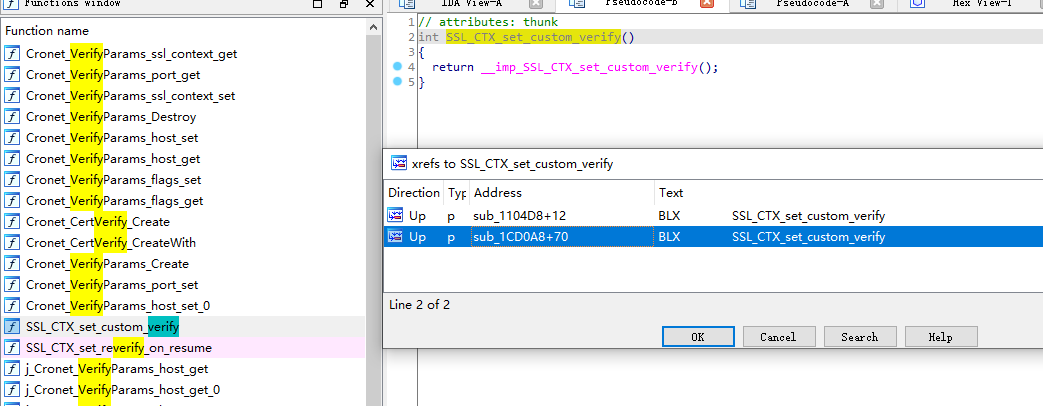 Functions window
Function name
Cronet_VerifyParams_ssl_context_get
Cronet_VerifyParams_port_get
Cronet_VerifyParams_ssl_context_set
Cronet_VerifyParams_Destroy
Cronet_VerifyParams_host_set
Cronet_VerifyParams_host_get
Cronet_VerifyParams_flags_set
Cronet_VerifyParams_flags_get
Cronet_CertVerify_Create
Cronet_CertVerify_CreateWith
Cronet_VerifyParams_Create
Cronet_VerifyParams_port_set
Cronet_VerifyParams_host_set_0
SSL_CTX_set_custom_verify
SSL_CTX_set_reverify_on_resume
j_Cronet_VerifyParams_host_get
j_Cronet_VerifyParams_host_get_0
IDA View-A Pseudocode-B Pseudocode-A Hex View-1
1 // attributes: thunk
2 int SSL_CTX_set_custom_verify()
3 {
4 return __imp_SSL_CTX_set_custom_verify();
5 }
xrefs to SSL_CTX_set_custom_verify
Direction Typ Address Text
Up p sub_1104D8+12 BLX SSL_CTX_set_custom_verify
Up p sub_1CD0A8+70 BLX SSL_CTX_set_custom_verify
Line 2 of 2
OK Cancel Search Help